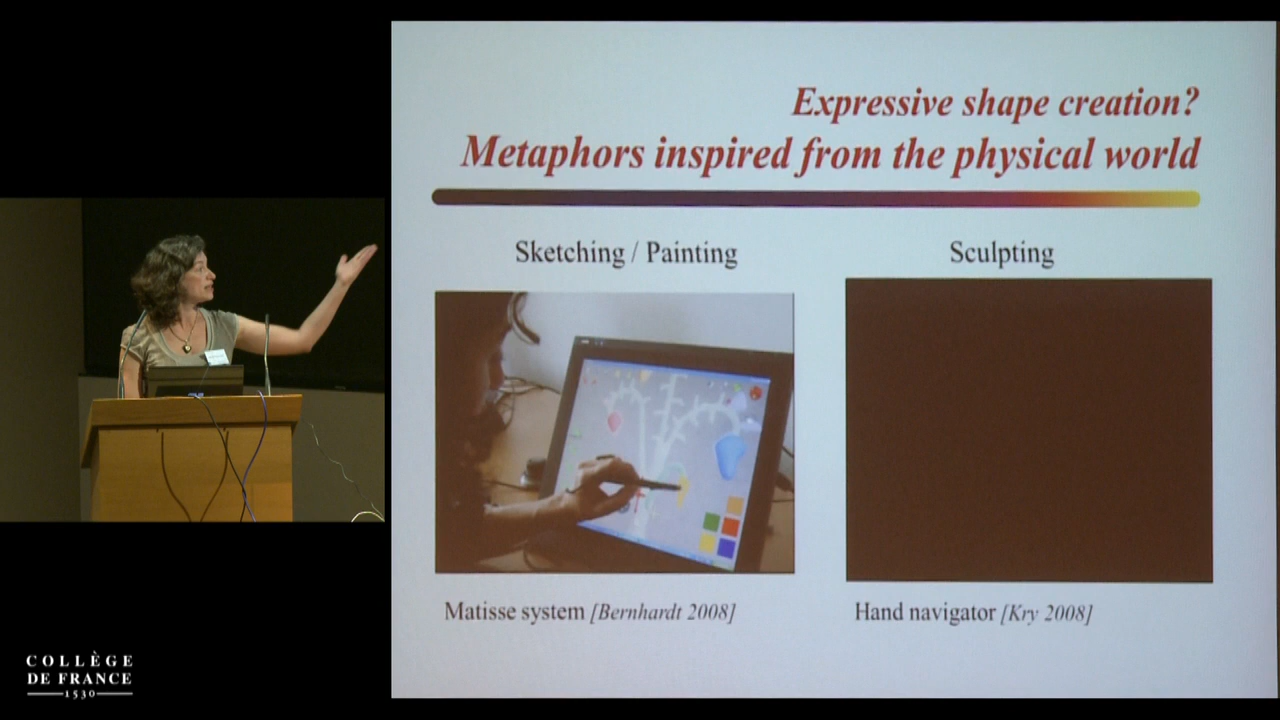 Expressive shape creation?
Metaphors inspired from the physical world
Sketching / Painting
Sculpting
Matisse system [Bernhardt 2008]
Hand navigator [Kry 2008]
COLLÈGE
DE FRANCE
1530